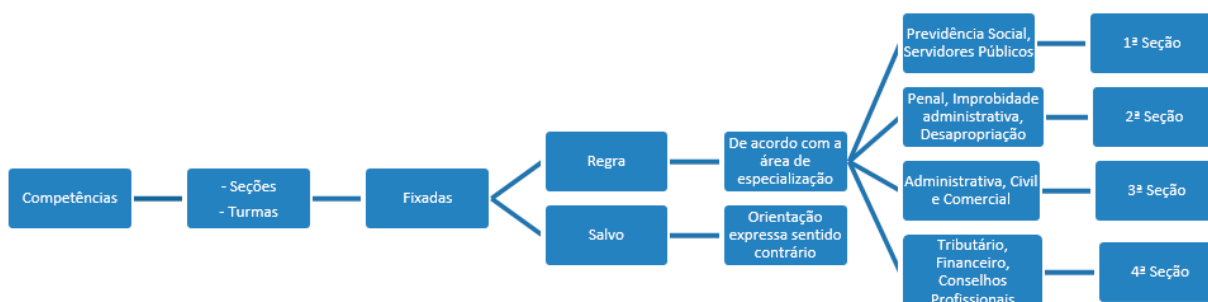 Competências
- Seções
- Turmas
Fixadas
Regra
De acordo com a
área de
especialização
Previdência Social,
Servidores Públicos
1ª Seção
Penal, Improbidade
administrativa,
Desapropriação
2ª Seção
Administrativa, Civil
e Comercial
3ª Seção
Tributário,
Financeiro,
Conselhos
Profissionais
4ª Seção
Salvo
Orientação
expressa sentido
contrário